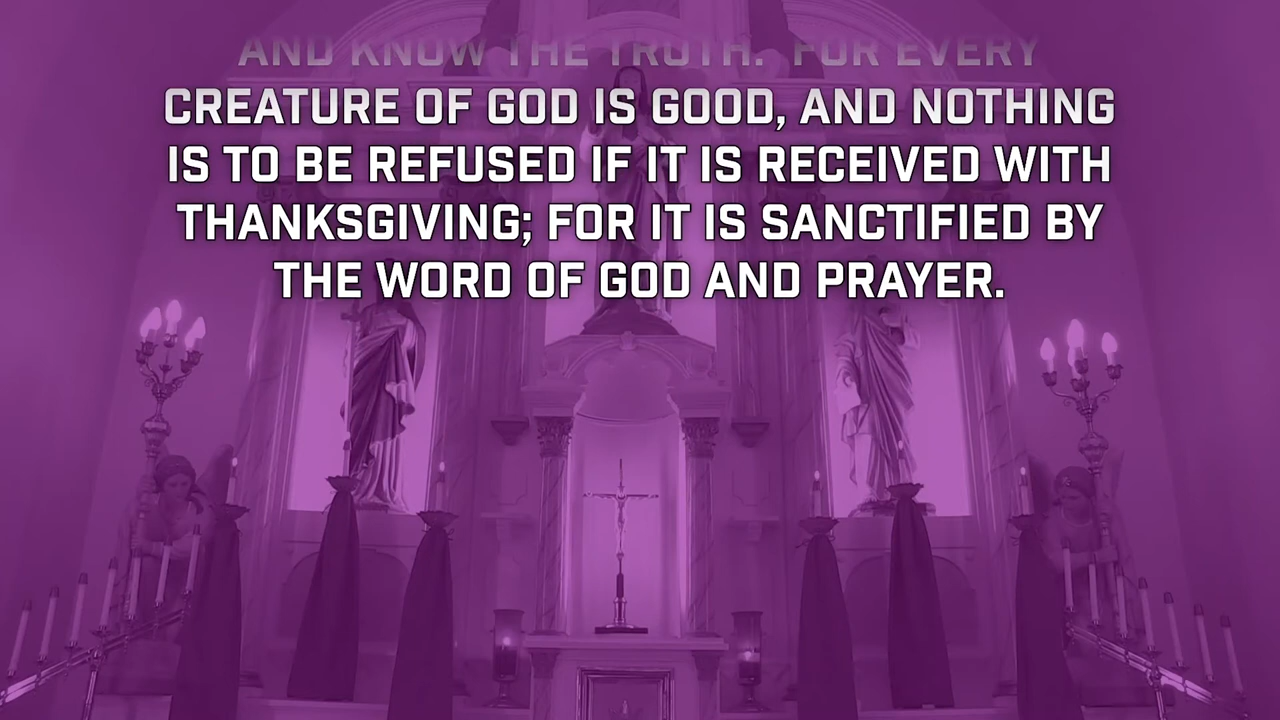 AND KNOW THE TRUTH. FOR EVERY
CREATURE OF GOD IS GOOD, AND NOTHING
IS TO BE REFUSED IF IT IS RECEIVED WITH
THANKSGIVING; FOR IT IS SANCTIFIED BY
THE WORD OF GOD AND PRAYER.